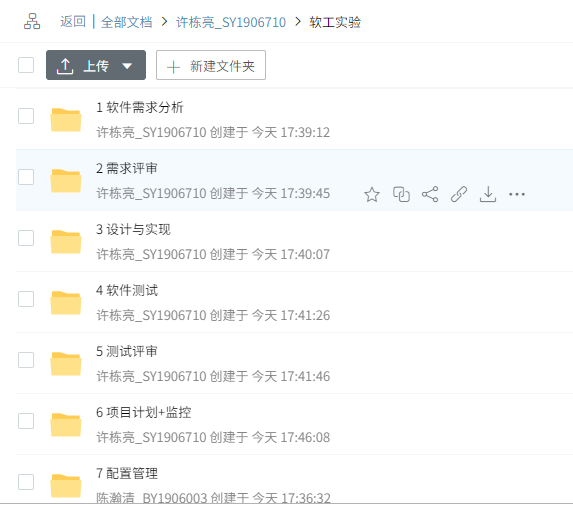 返回 | 全部文档 > 许栋亮_SY1906710 > 软工实验
上传 新建文件夹
1 软件需求分析
许栋亮_SY1906710 创建于 今天 17:39:12
2 需求评审
许栋亮_SY1906710 创建于 今天 17:39:45
3 设计与实现
许栋亮_SY1906710 创建于 今天 17:40:07
4 软件测试
许栋亮_SY1906710 创建于 今天 17:41:26
5 测试评审
许栋亮_SY1906710 创建于 今天 17:41:46
6 项目计划+监控
许栋亮_SY1906710 创建于 今天 17:46:08
7 配置管理
陈瀚清_BY1906003 创建于 今天 17:36:32